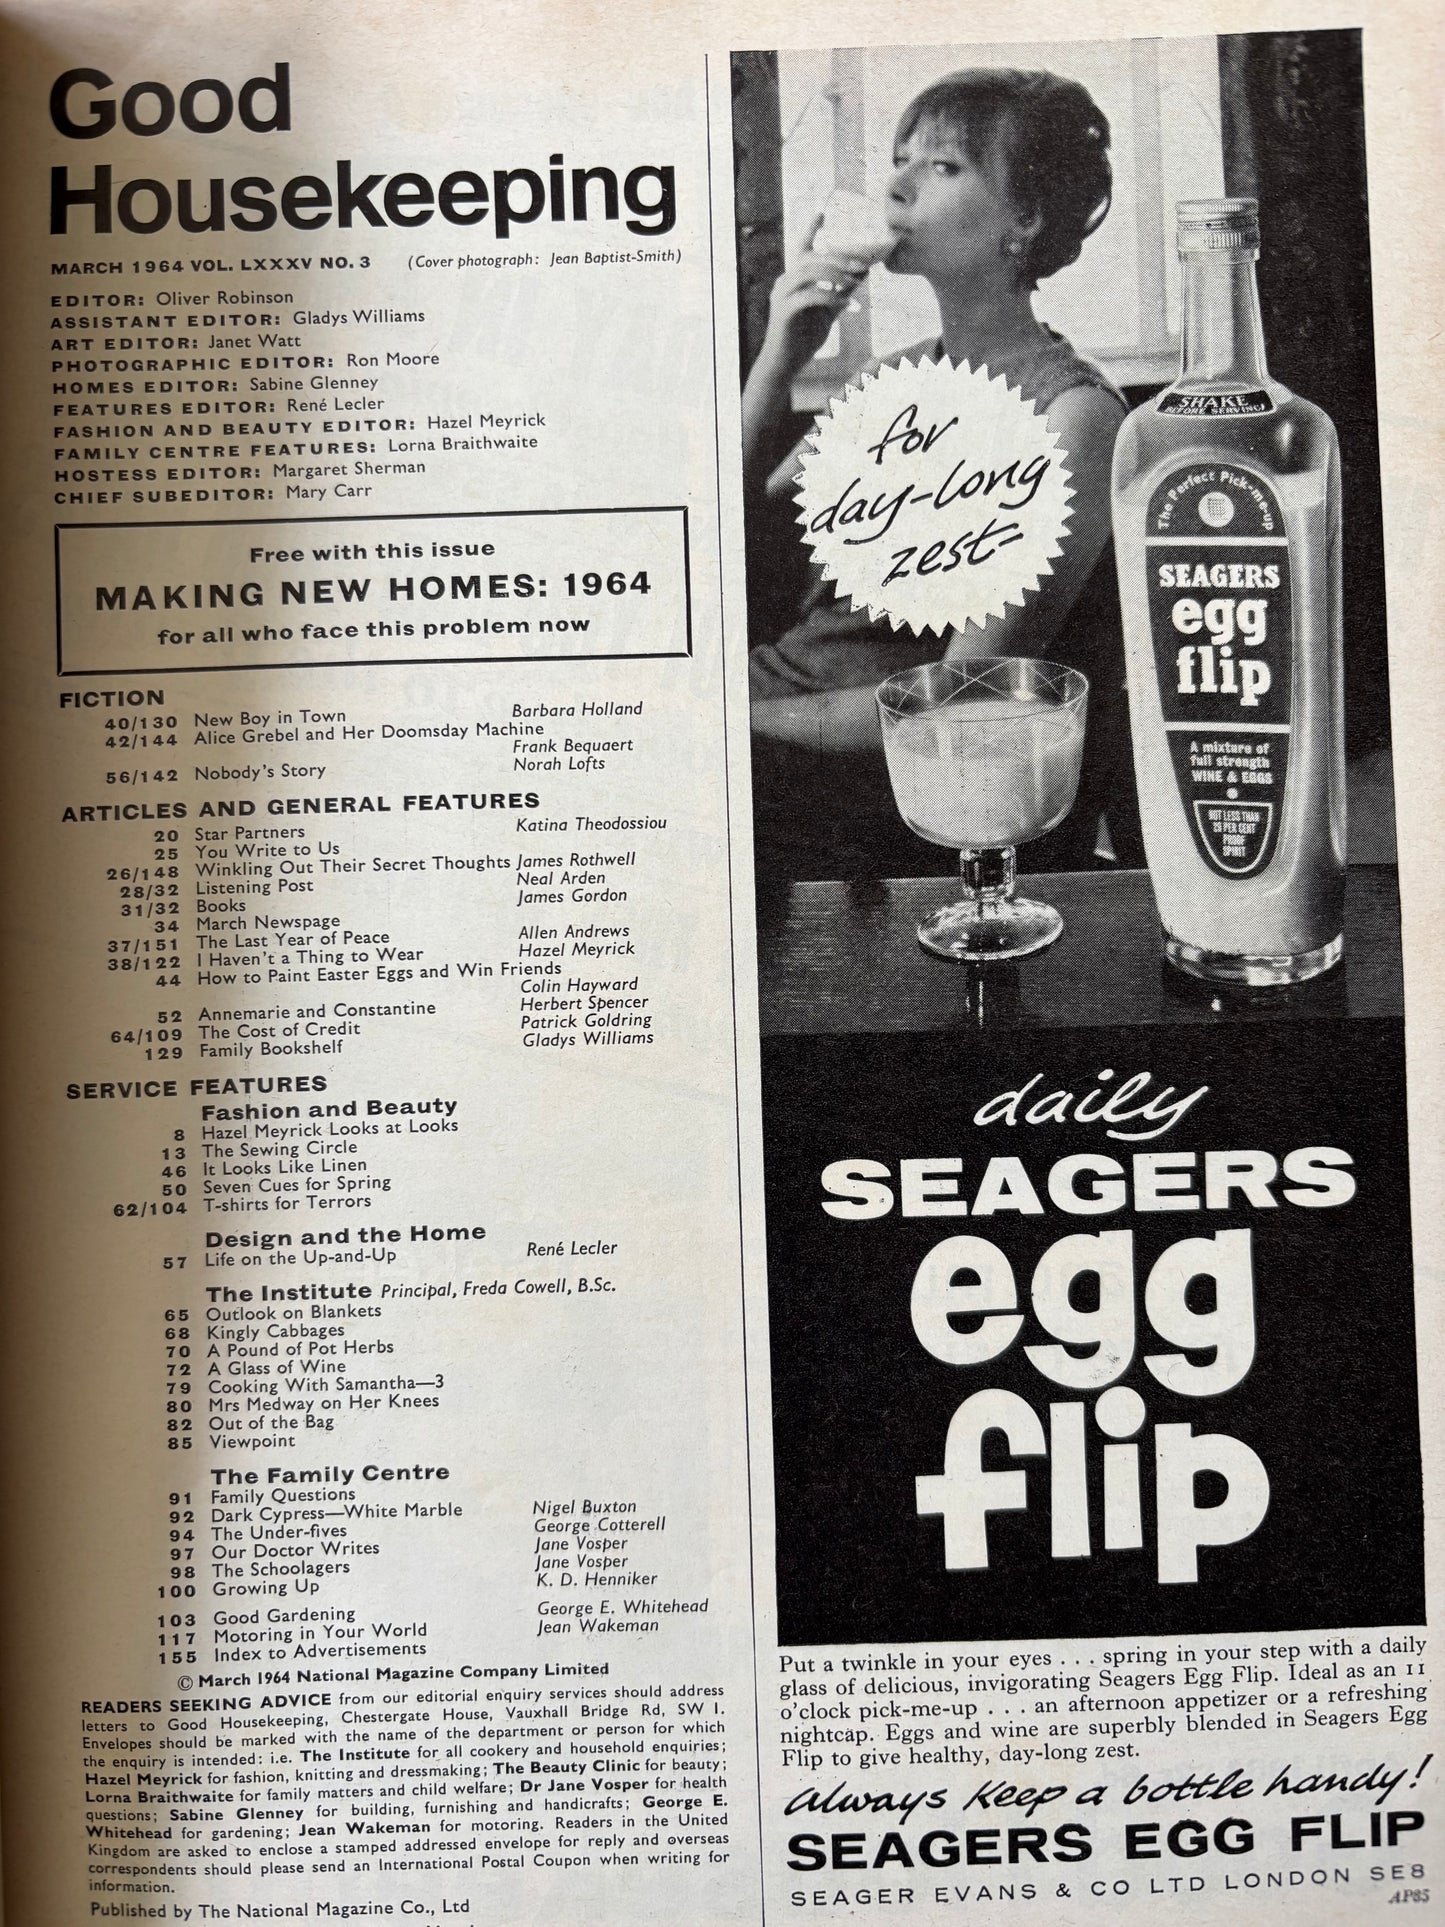 Good
Housekeeping
MARCH 1964 VOL. LXXXV NO. 3 (Cover photograph: Jean Baptist-Smith)
EDITOR: Oliver Robinson
ASSISTANT EDITOR: Gladys Williams
ART EDITOR: Janet Watt
PHOTOGRAPHIC EDITOR: Ron Moore
HOMES EDITOR: Sabine Glenney
FEATURES EDITOR: René Lecler
FASHION AND BEAUTY EDITOR: Hazel Meyrick
FAMILY CENTRE FEATURES: Lorna Braithwaite
HOSTESS EDITOR: Margaret Sherman
CHIEF SUBEDITOR: Mary Carr
Free with this issue
MAKING NEW HOMES: 1964
for all who face this problem now
FICTION
40/130 New Boy in Town Barbara Holland
42/144 Alice Grebel and Her Doomsday Machine
Frank Bequaert
56/142 Nobody's Story Norah Lofts
ARTICLES AND GENERAL FEATURES
20 Star Partners Katina Theodossiou
25 You Write to Us
26/148 Winkling Out Their Secret Thoughts James Rothwell
28/32 Listening Post Neal Arden
31/32 Books James Gordon
34 March Newspage
37/151 The Last Year of Peace Allen Andrews
38/122 I Haven't a Thing to Wear Hazel Meyrick
44 How to Paint Easter Eggs and Win Friends
Colin Hayward
52 Annemarie and Constantine Herbert Spencer
64/109 The Cost of Credit Patrick Goldring
129 Family Bookshelf Gladys Williams
SERVICE FEATURES
Fashion and Beauty
8 Hazel Meyrick Looks at Looks
13 The Sewing Circle
46 It Looks Like Linen
50 Seven Cues for Spring
62/104 T-shirts for Terrors
Design and the Home
57 Life on the Up-and-Up René Lecler
The Institute Principal, Freda Cowell, B.Sc.
65 Outlook on Blankets
68 Kingly Cabbages
70 A Pound of Pot Herbs
72 A Glass of Wine
79 Cooking With Samantha—3
80 Mrs Medway on Her Knees
82 Out of the Bag
85 Viewpoint
The Family Centre
91 Family Questions
92 Dark Cypress—White Marble Nigel Buxton
94 The Under-fives George Cotterell
97 Our Doctor Writes Jane Vosper
98 The Schoolagers Jane Vosper
100 Growing Up K. D. Henniker
103 Good Gardening George E. Whitehead
117 Motoring in Your World Jean Wakeman
155 Index to Advertisements
© March 1964 National Magazine Company Limited
READERS SEEKING ADVICE from our editorial enquiry services should address
letters to Good Housekeeping, Chestergate House, Vauxhall Bridge Rd, SW 1.
Envelopes should be marked with the name of the department or person for which
the enquiry is intended: i.e. The Institute for all cookery and household enquiries;
Hazel Meyrick for fashion, knitting and dressmaking; The Beauty Clinic for beauty;
Lorna Braithwaite for family matters and child welfare; Dr Jane Vosper for health
questions; Sabine Glenney for building, furnishing and handicrafts; George E.
Whitehead for gardening; Jean Wakeman for motoring. Readers in the United
Kingdom are asked to enclose a stamped addressed envelope for reply and overseas
correspondents should please send an International Postal Coupon when writing for
information.
Published by The National Magazine Co., Ltd
for
day-long
zest-
SHAKE
BEFORE SERVING
The Perfect Pick-me-up
SEAGERS
egg
flip
A mixture of
full strength
WINE & EGGS
NOT LESS THAN
25 PER CENT
PROOF
SPIRIT
daily
SEAGERS
egg
flip
Put a twinkle in your eyes . . . spring in your step with a daily
glass of delicious, invigorating Seagers Egg Flip. Ideal as an 11
o'clock pick-me-up . . . an afternoon appetizer or a refreshing
nightcap. Eggs and wine are superbly blended in Seagers Egg
Flip to give healthy, day-long zest.
always keep a bottle handy!
SEAGERS EGG FLIP
SEAGER EVANS & CO LTD LONDON SE8
AP85